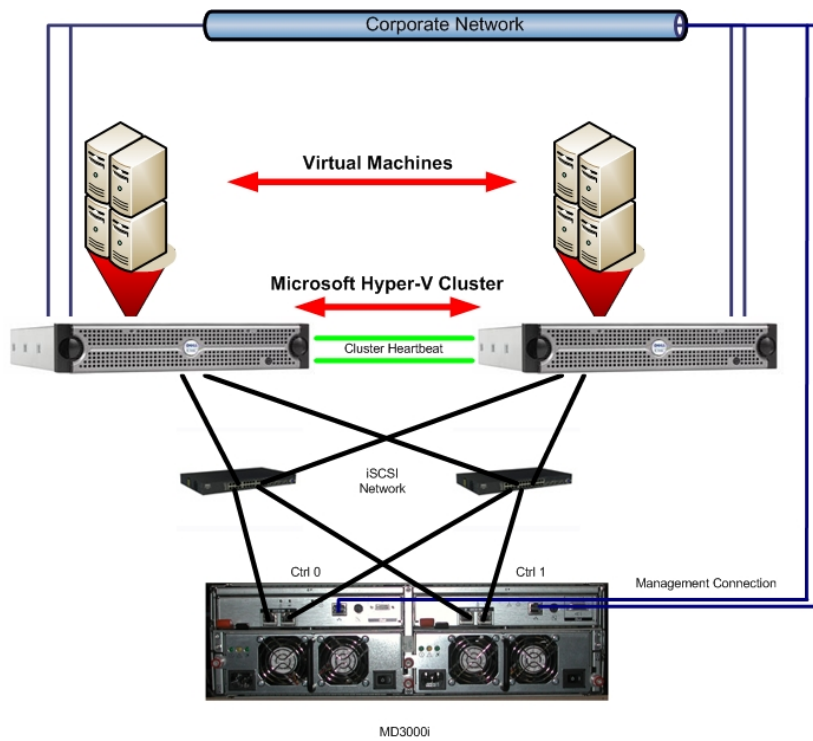 Corporate Network
Virtual Machines
Microsoft Hyper-V Cluster
Cluster Heartbeat
iSCSI
Network
Ctrl 0
Ctrl 1
Management Connection
MD3000i